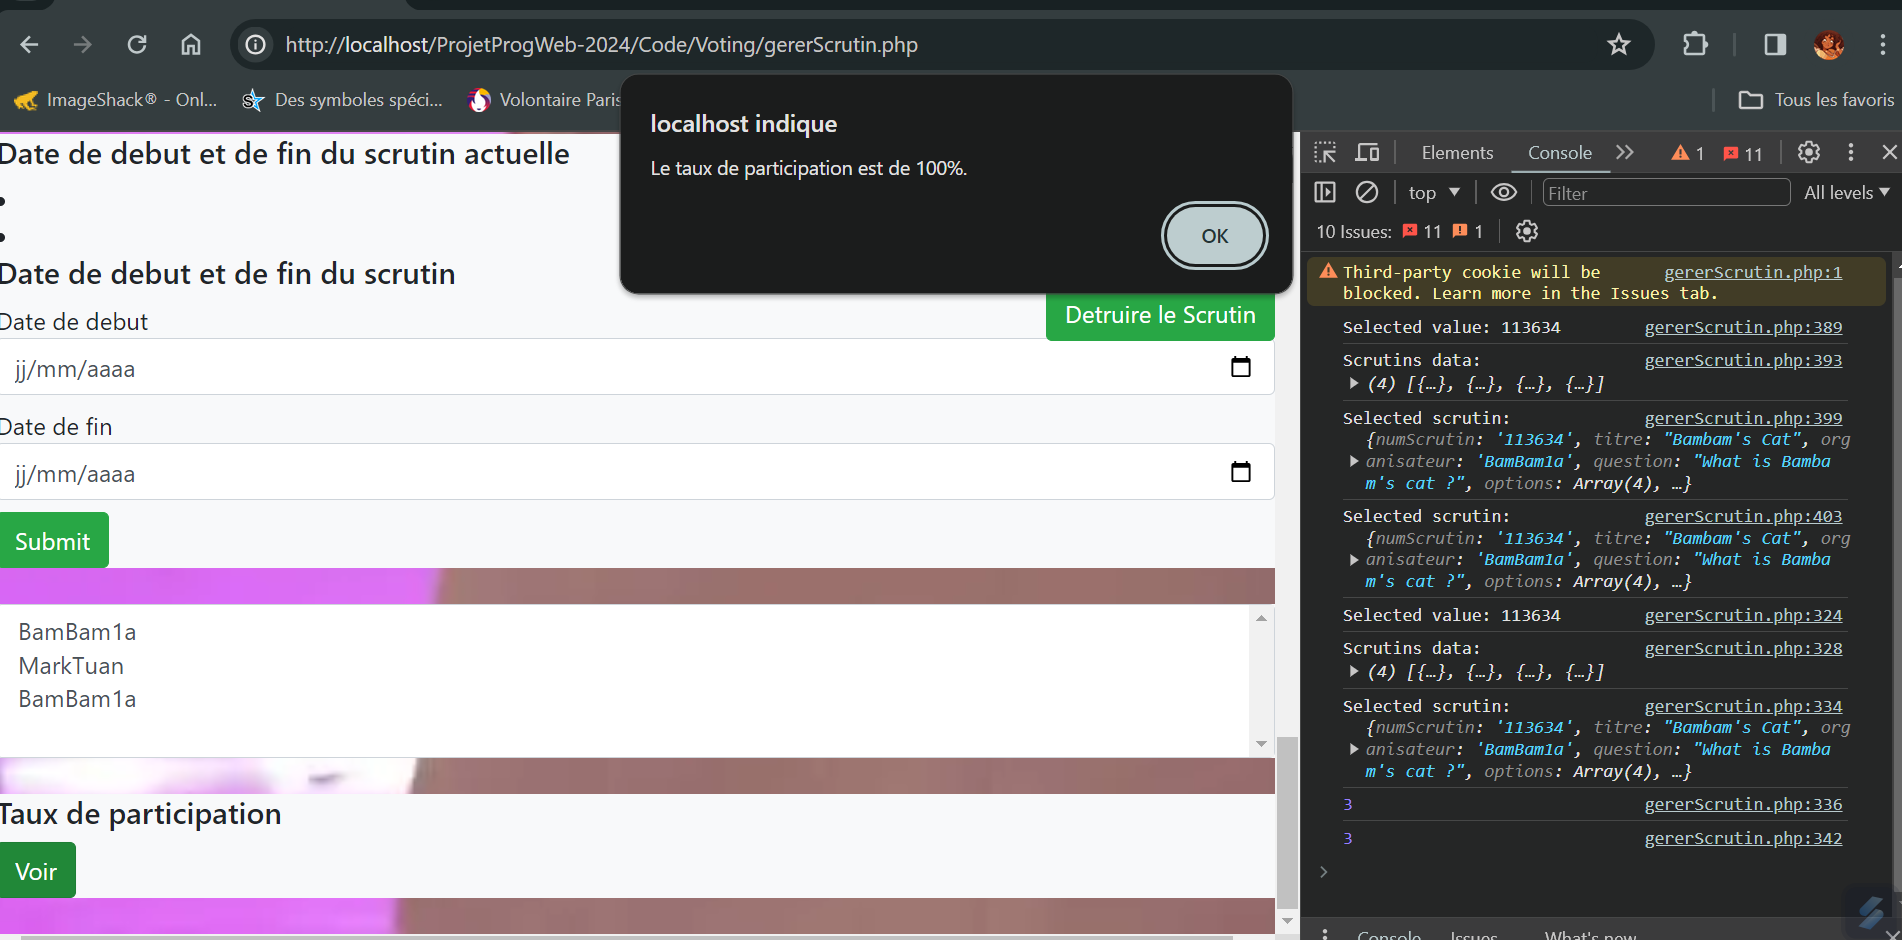 http://localhost/ProjetProgWeb-2024/Code/Voting/gererScrutin.php
ImageShack® - Onl...
Des symboles spéci...
Volontaire Paris
Tous les favoris
localhost indique
Le taux de participation est de 100%.
OK
Date de debut et de fin du scrutin actuelle
Date de debut et de fin du scrutin
Detruire le Scrutin
Date de debut
jj/mm/aaaa
Date de fin
jj/mm/aaaa
Submit
BamBam1a
MarkTuan
BamBam1a
Taux de participation
Voir
Elements Console 1 11
top Filter All levels
10 Issues: 11 1
Third-party cookie will be gererScrutin.php:1
blocked. Learn more in the Issues tab.
Selected value: 113634 gererScrutin.php:389
Scrutins data: gererScrutin.php:393
(4) [{…}, {…}, {…}, {…}]
Selected scrutin: gererScrutin.php:399
{numScrutin: '113634', titre: "Bambam's Cat", org
anisateur: 'BamBam1a', question: "What is Bamba
m's cat ?", options: Array(4), …}
Selected scrutin: gererScrutin.php:403
{numScrutin: '113634', titre: "Bambam's Cat", org
anisateur: 'BamBam1a', question: "What is Bamba
m's cat ?", options: Array(4), …}
Selected value: 113634 gererScrutin.php:324
Scrutins data: gererScrutin.php:328
(4) [{…}, {…}, {…}, {…}]
Selected scrutin: gererScrutin.php:334
{numScrutin: '113634', titre: "Bambam's Cat", org
anisateur: 'BamBam1a', question: "What is Bamba
m's cat ?", options: Array(4), …}
3 gererScrutin.php:336
3 gererScrutin.php:342
Console Issues What's new